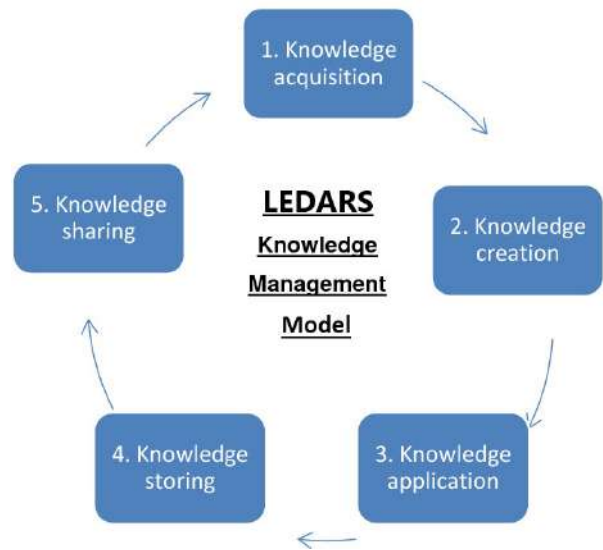 1. Knowledge
acquisition
2. Knowledge
creation
3. Knowledge
application
4. Knowledge
storing
5. Knowledge
sharing
LEDARS
Knowledge
Management
Model